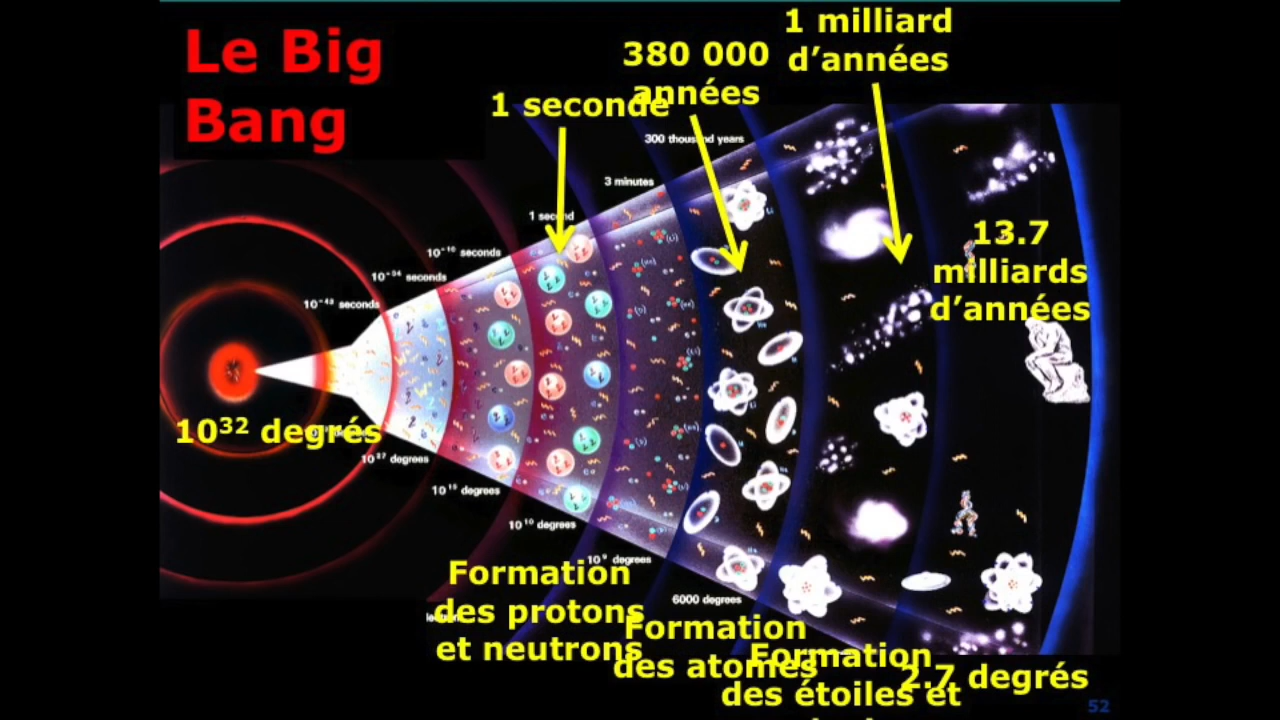 Le Big
Bang
1 milliard
d’années
380 000
années
1 seconde
300 thousand years
3 minutes
1 second
10⁻¹⁰ seconds
10⁻³⁴ seconds
10⁻⁴³ seconds
13.7
milliards
d’années
10³² degrés
10²⁷ degrees
10¹⁵ degrees
10¹⁰ degrees
10⁹ degrees
6000 degrees
Formation
des protons
et neutrons
Formation
des atomes
Formation
des étoiles et
2.7 degrés
52